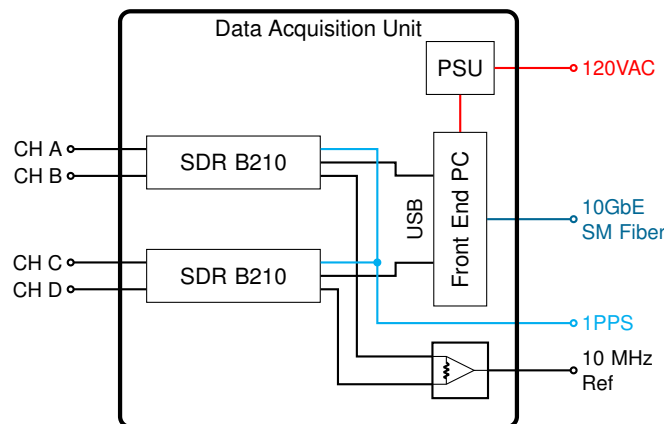 Data Acquisition Unit
PSU
120VAC
CH A
CH B
SDR B210
USB
Front End PC
10GbE
SM Fiber
CH C
CH D
SDR B210
1PPS
10 MHz
Ref